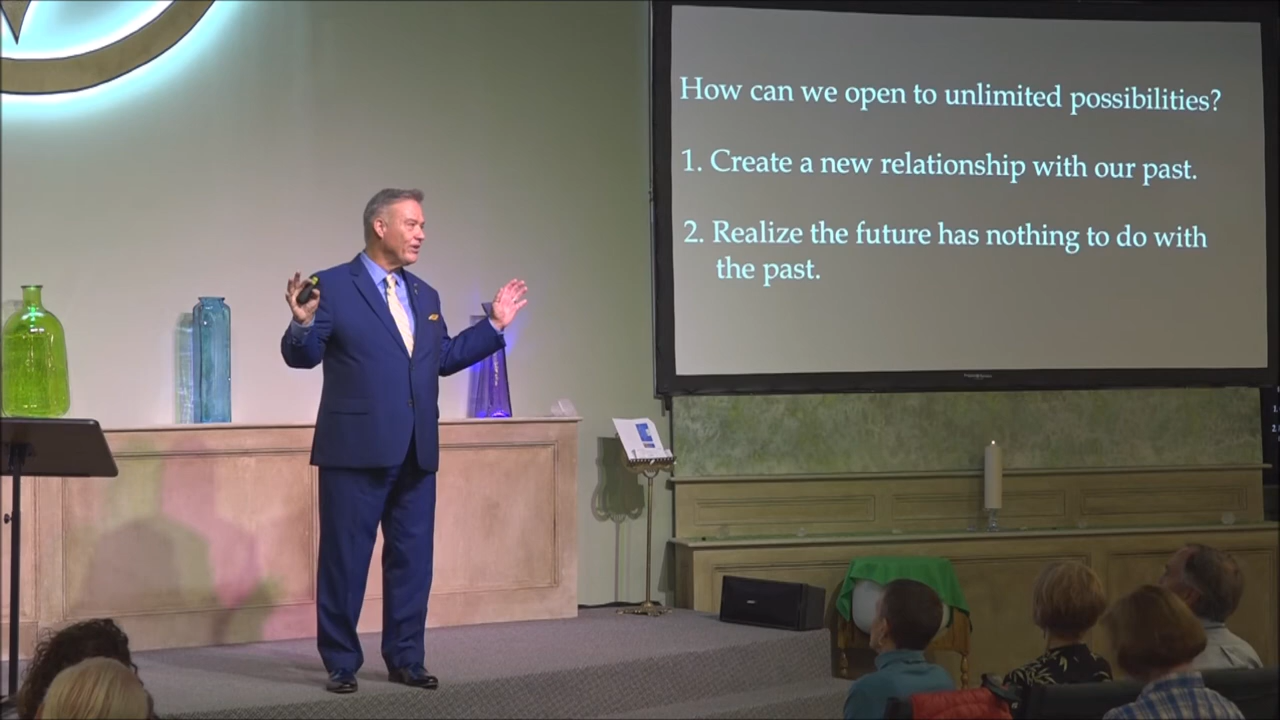 How can we open to unlimited possibilities?
1. Create a new relationship with our past.
2. Realize the future has nothing to do with
the past.